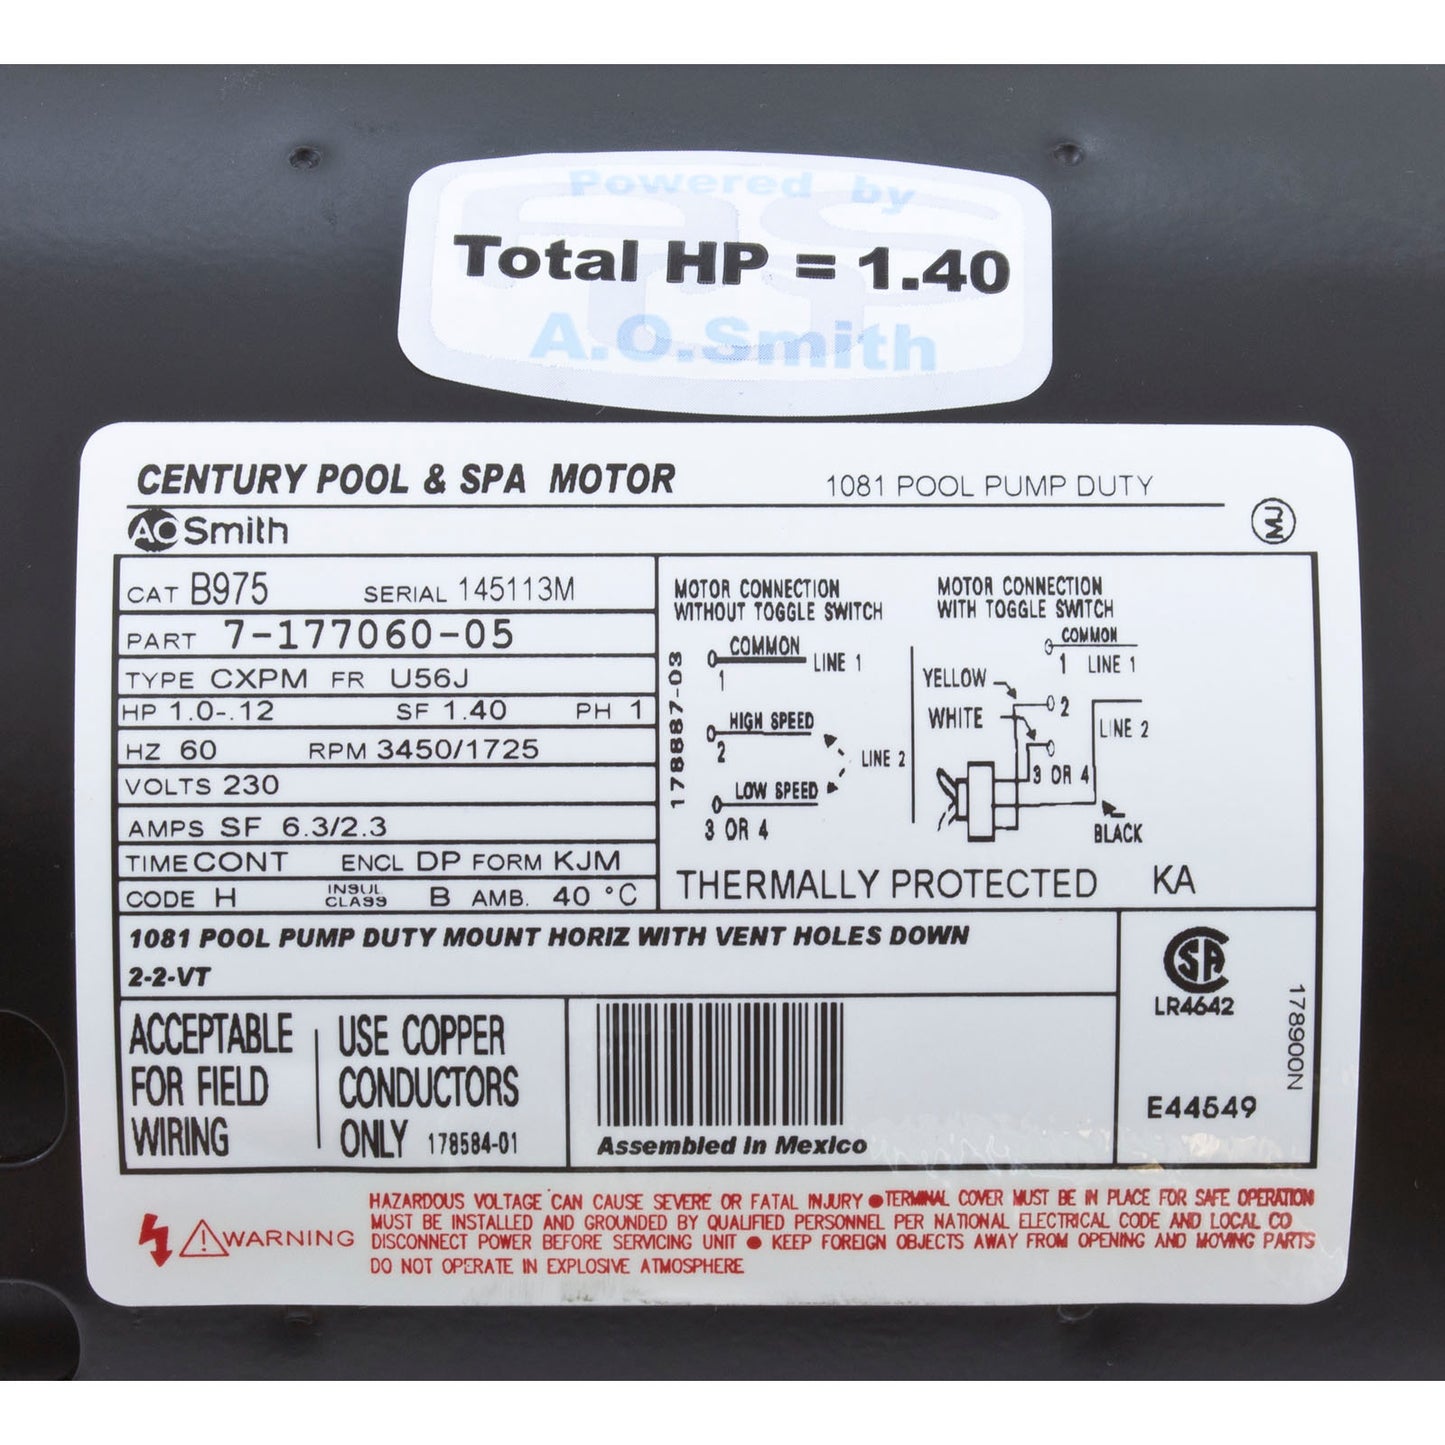 Powered by
Total HP = 1.40
A.O.Smith
CENTURY POOL & SPA MOTOR 1081 POOL PUMP DUTY
AO Smith
MJ
CAT B975 SERIAL 145113M
PART 7-177060-05
TYPE CXPM FR U56J
HP 1.0-.12 SF 1.40 PH 1
HZ 60 RPM 3450/1725
VOLTS 230
AMPS SF 6.3/2.3
TIME CONT ENCL DP FORM KJM
CODE H INSUL CLASS B AMB. 40 °C
178887-03
MOTOR CONNECTION
WITHOUT TOGGLE SWITCH
COMMON
1
LINE 1
HIGH SPEED
2
LINE 2
LOW SPEED
3 OR 4
MOTOR CONNECTION
WITH TOGGLE SWITCH
COMMON
1 LINE 1
YELLOW
2
WHITE
LINE 2
3 OR 4
BLACK
THERMALLY PROTECTED KA
1081 POOL PUMP DUTY MOUNT HORIZ WITH VENT HOLES DOWN
2-2-VT
ACCEPTABLE
FOR FIELD
WIRING
USE COPPER
CONDUCTORS
ONLY 178584-01
Assembled In Mexico
SA
LR4642
178900N
E44549
WARNING
HAZARDOUS VOLTAGE CAN CAUSE SEVERE OR FATAL INJURY ● TERMINAL COVER MUST BE IN PLACE FOR SAFE OPERATION
MUST BE INSTALLED AND GROUNDED BY QUALIFIED PERSONNEL PER NATIONAL ELECTRICAL CODE AND LOCAL CO
DISCONNECT POWER BEFORE SERVICING UNIT ● KEEP FOREIGN OBJECTS AWAY FROM OPENING AND MOVING PARTS
DO NOT OPERATE IN EXPLOSIVE ATMOSPHERE